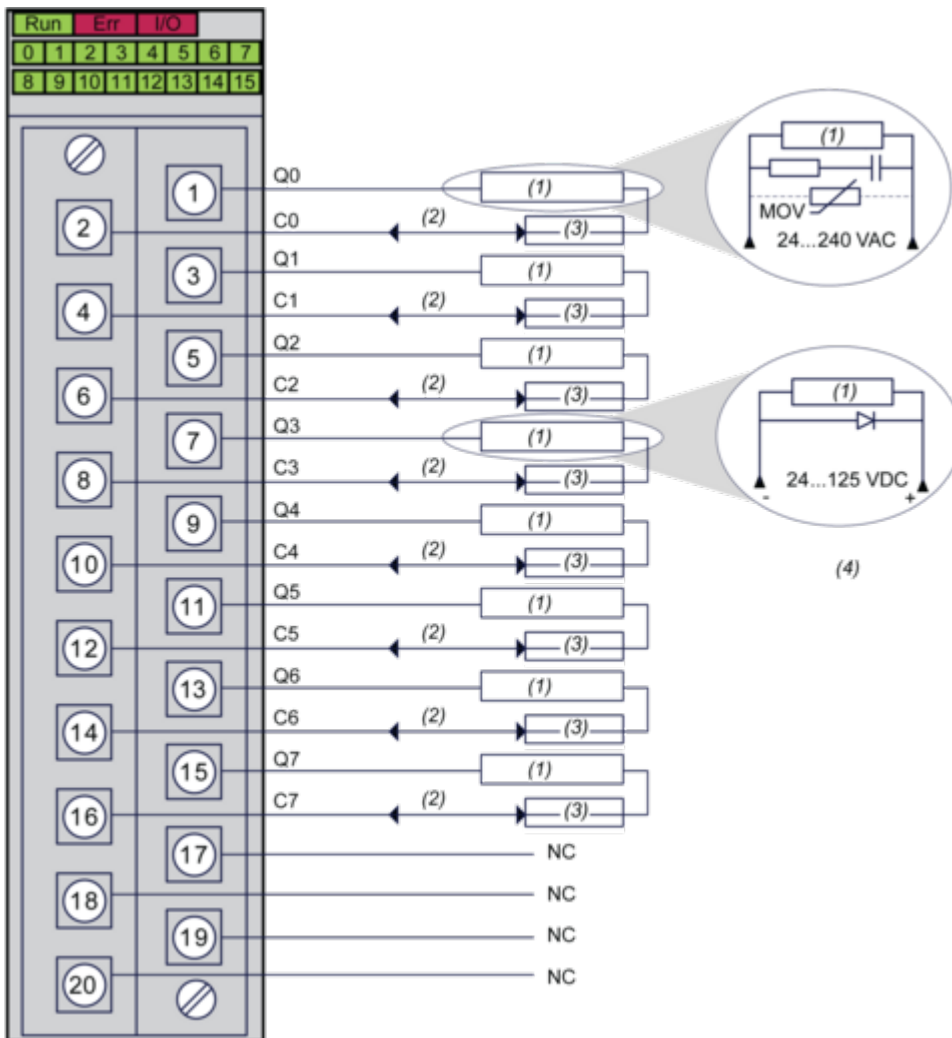 Run Err I/O
0 1 2 3 4 5 6 7
8 9 10 11 12 13 14 15
1 Q0 (1)
2 C0 (2) (3)
3 Q1 (1)
4 C1 (2) (3)
5 Q2 (1)
6 C2 (2) (3)
7 Q3 (1)
8 C3 (2) (3)
9 Q4 (1)
10 C4 (2) (3)
11 Q5 (1)
12 C5 (2) (3)
13 Q6 (1)
14 C6 (2) (3)
15 Q7 (1)
16 C7 (2) (3)
17 NC
18 NC
19 NC
20 NC
(1)
MOV
24...240 VAC
(1)
24...125 VDC
- +
(4)